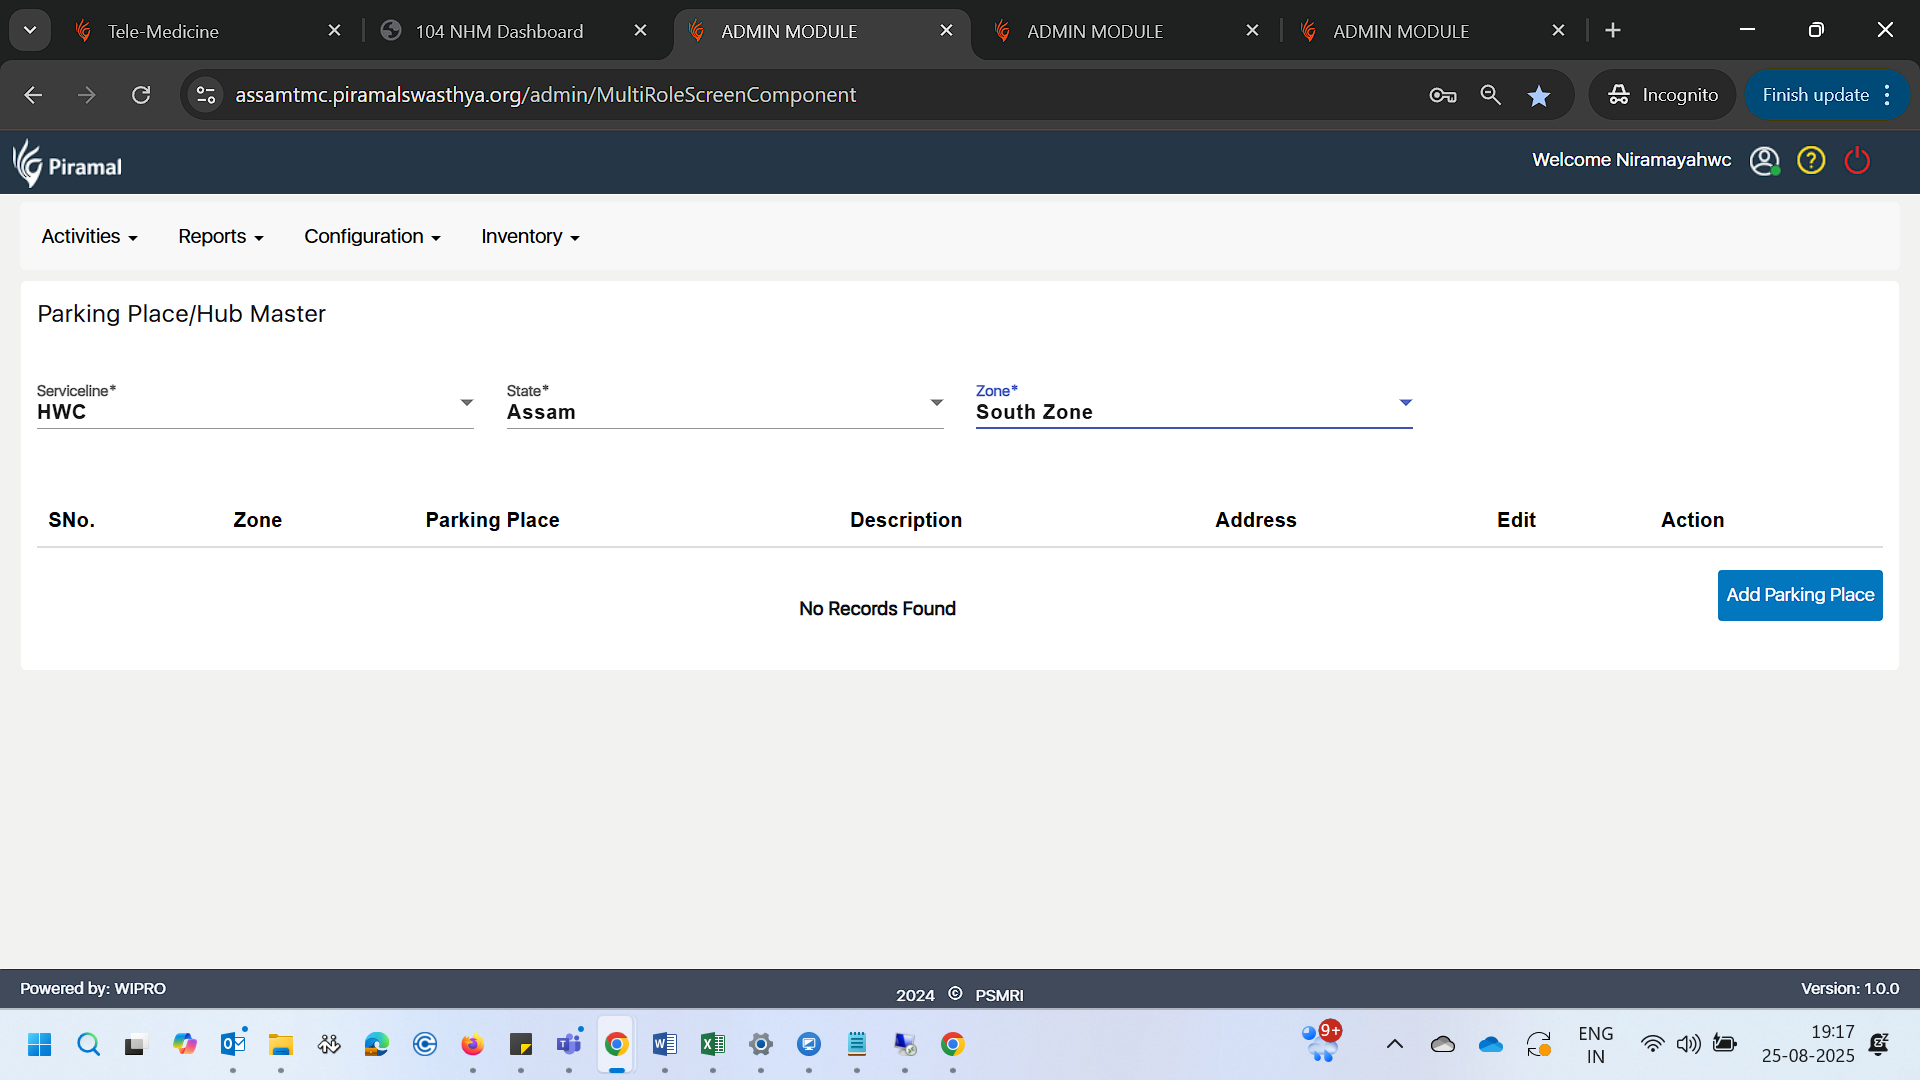 Tele-Medicine
104 NHM Dashboard
ADMIN MODULE
ADMIN MODULE
ADMIN MODULE
assamtmc.piramalswasthya.org/admin/MultiRoleScreenComponent
Incognito
Finish update
Piramal
Welcome Niramayahwc
?
Activities
Reports
Configuration
Inventory
Parking Place/Hub Master
Serviceline*
HWC
State*
Assam
Zone*
South Zone
SNo.
Zone
Parking Place
Description
Address
Edit
Action
No Records Found
Add Parking Place
Powered by: WIPRO
2024 © PSMRI
Version: 1.0.0
9+
ENG
IN
19:17
25-08-2025